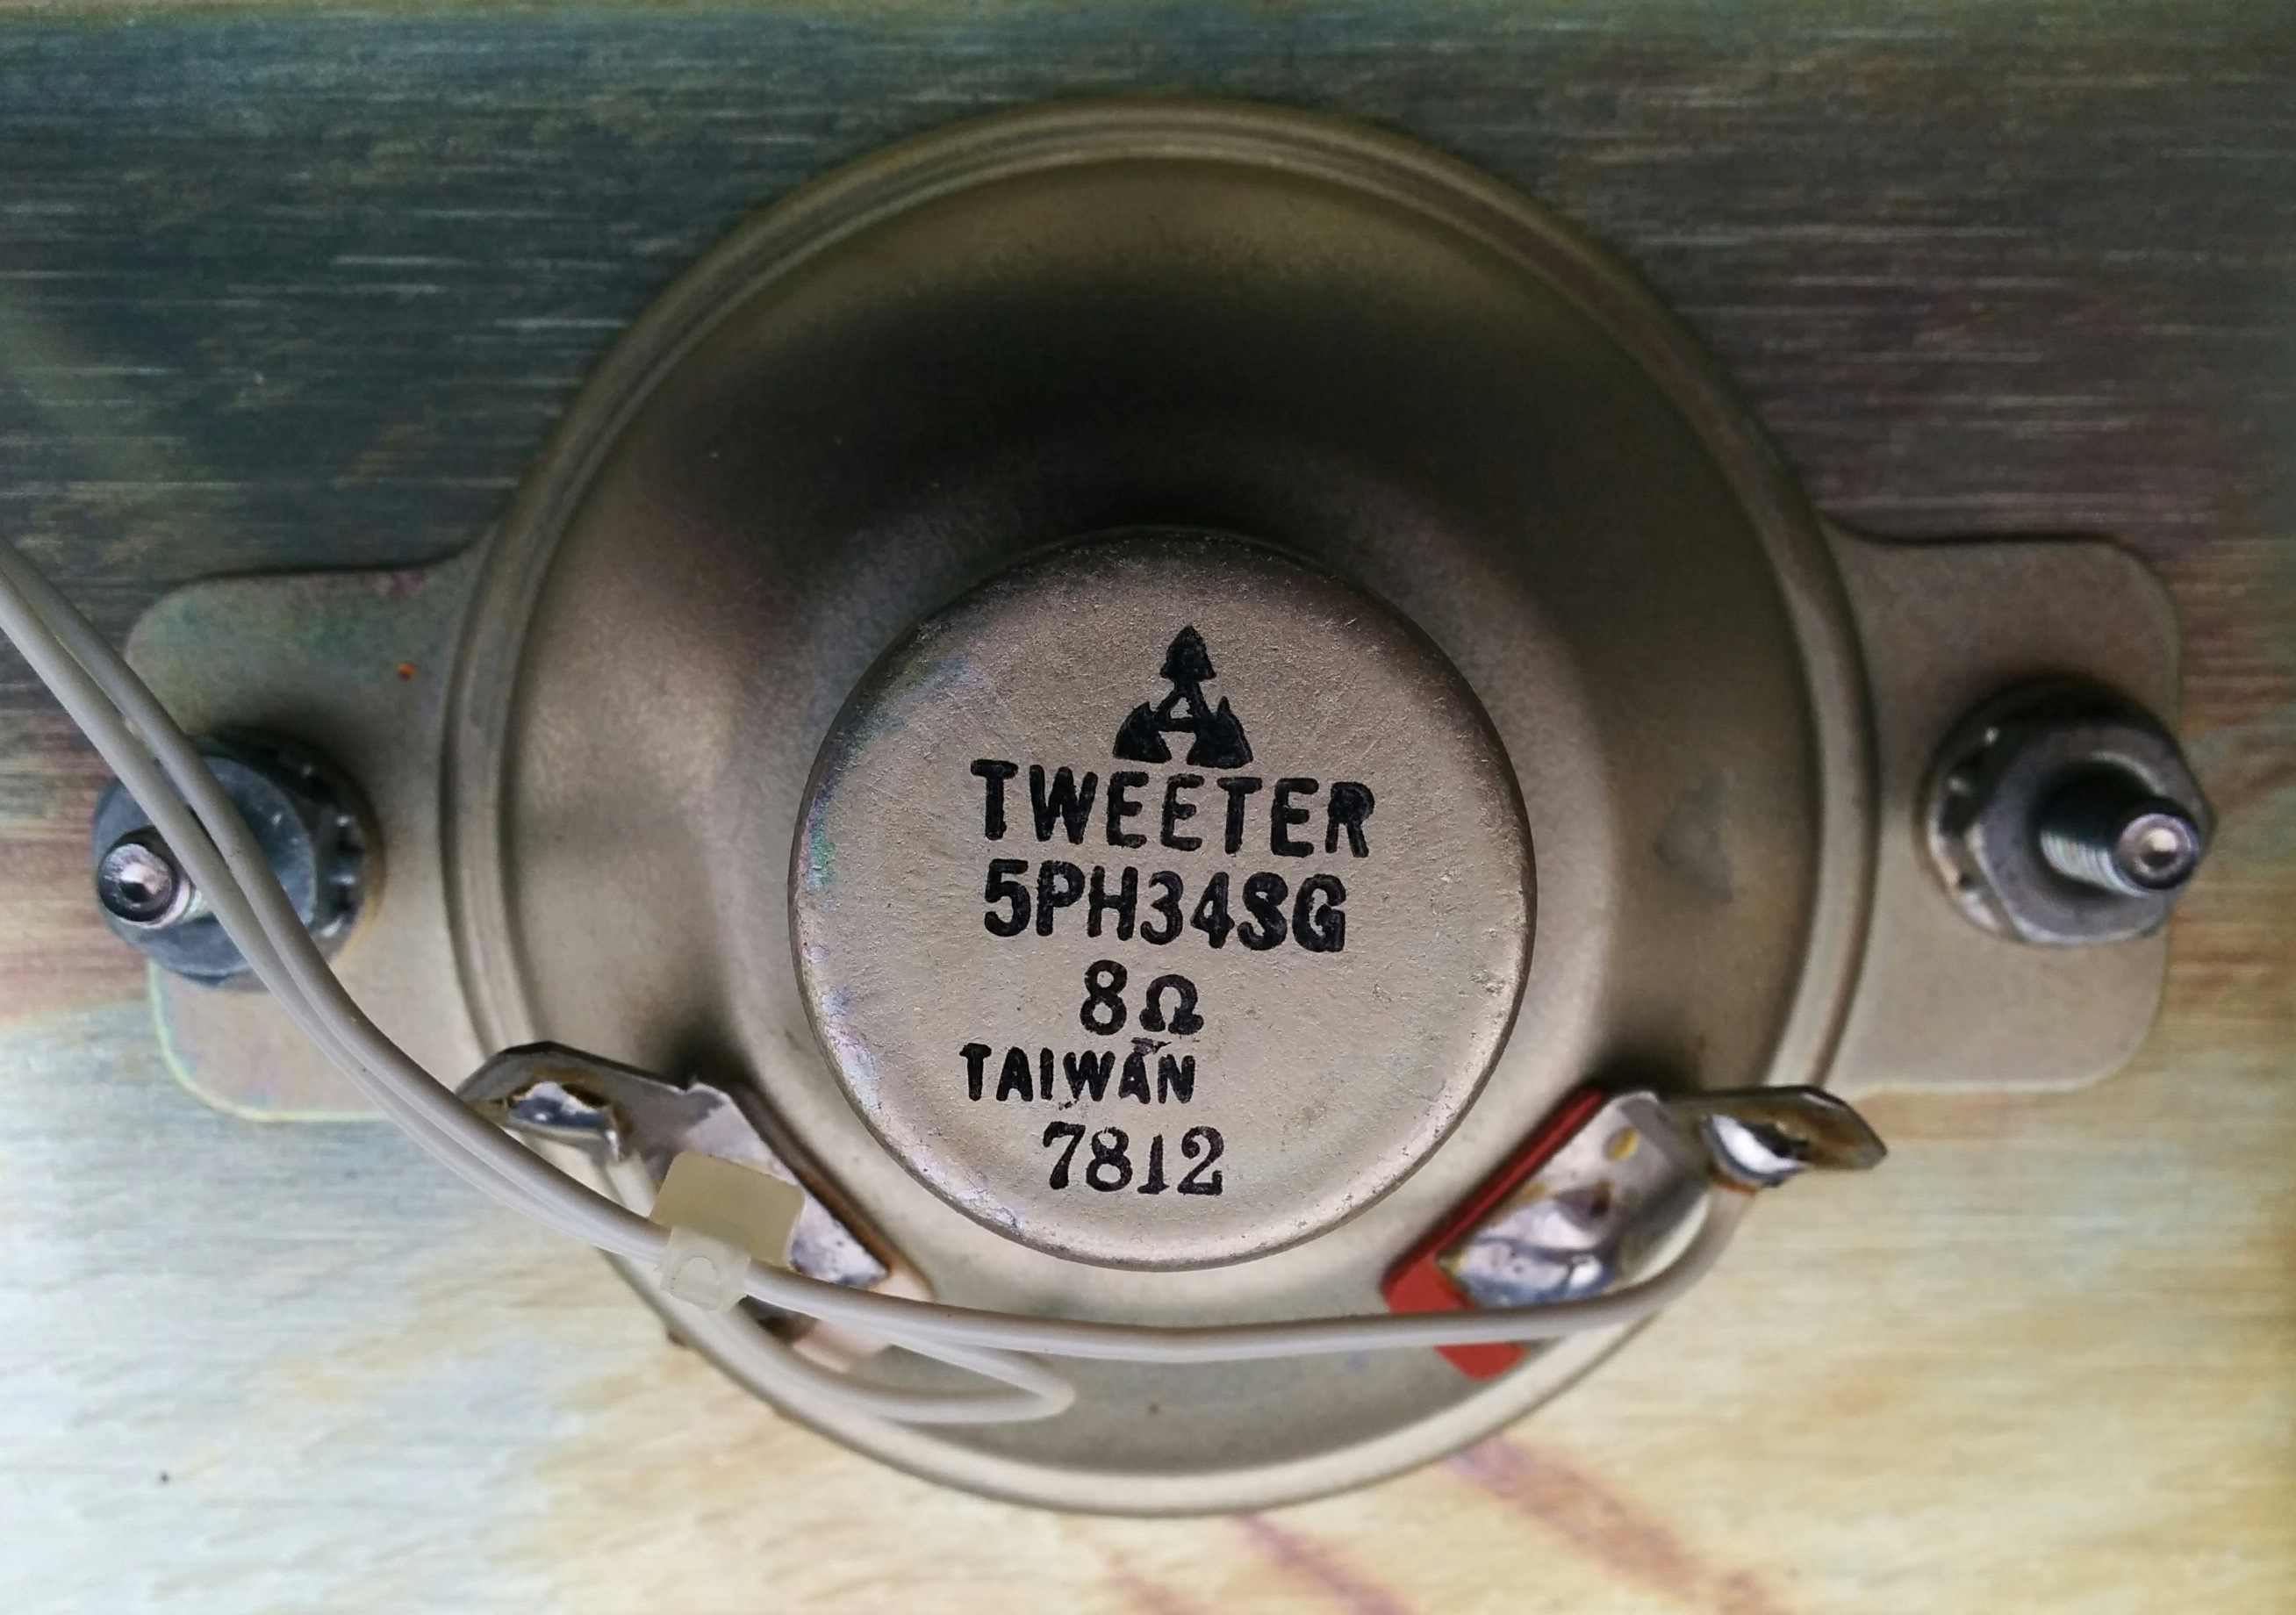 TWEETER
5PH34SG
8Ω
TAIWAN
7812